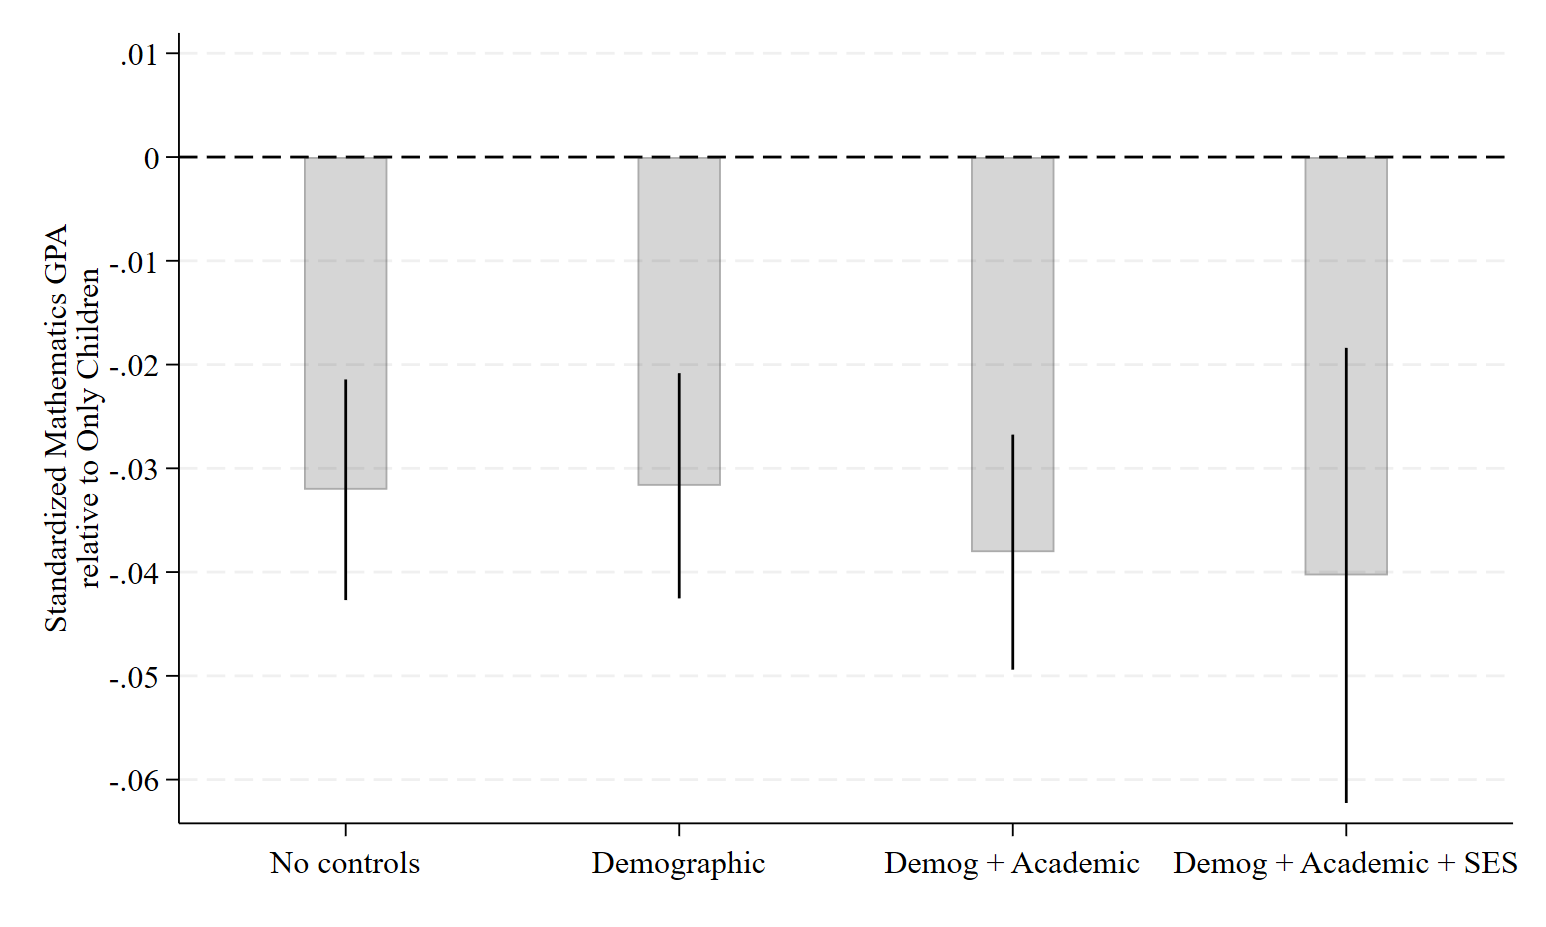 Standardized Mathematics GPA
relative to Only Children
.01
0
-.01
-.02
-.03
-.04
-.05
-.06
No controls
Demographic
Demog + Academic
Demog + Academic + SES